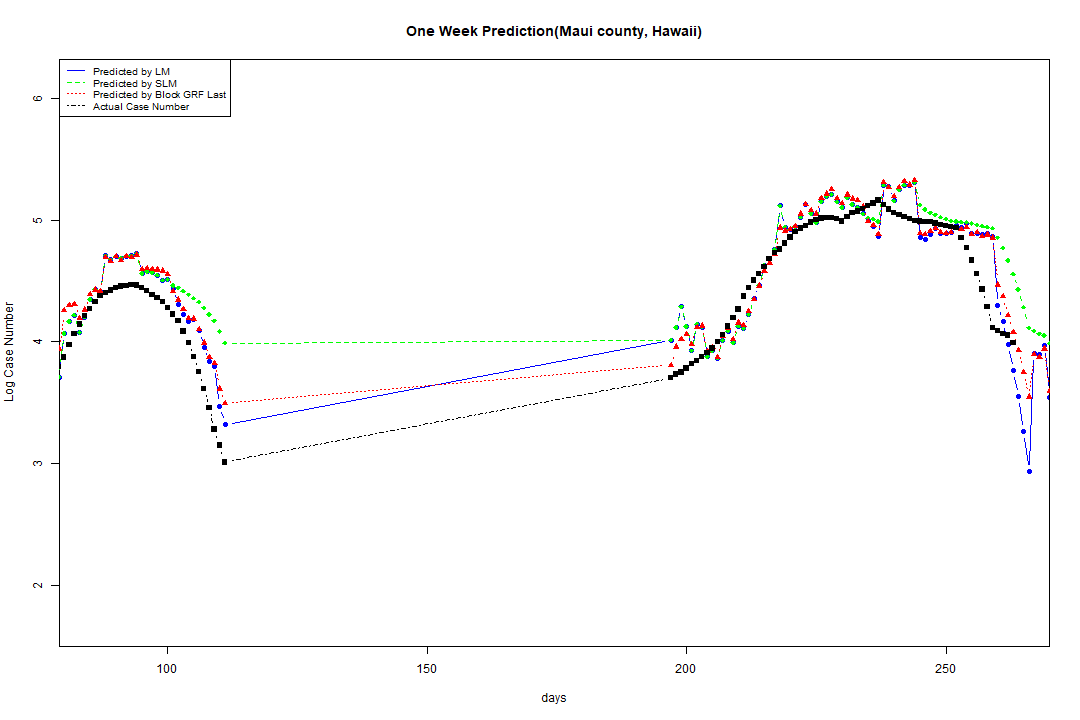 One Week Prediction(Maui county, Hawaii)
Predicted by LM
Predicted by SLM
Predicted by Block GRF Last
Actual Case Number
Log Case Number
6
5
4
3
2
100 150 200 250
days